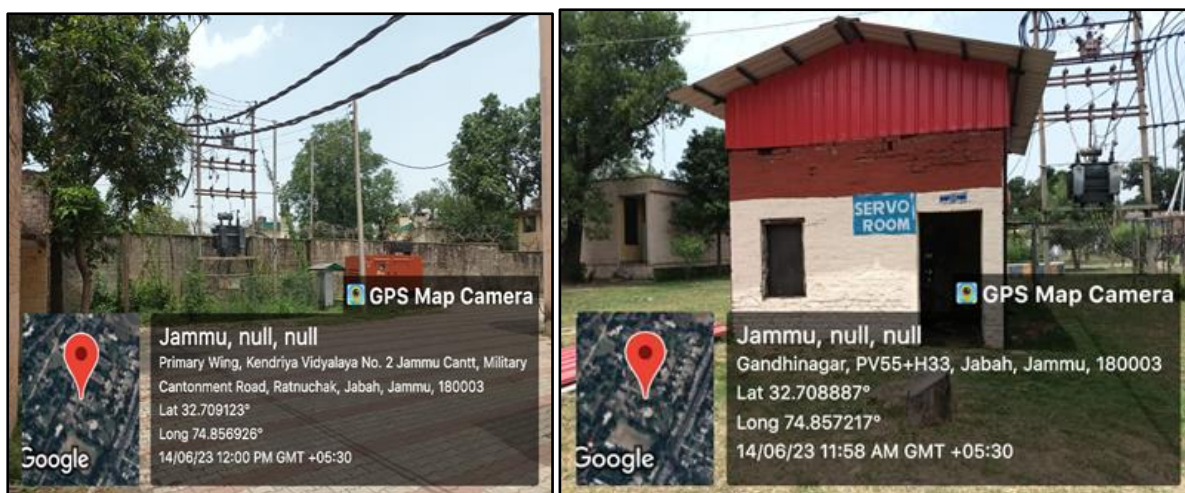 GPS Map Camera
Jammu, null, null
Primary Wing, Kendriya Vidyalaya No. 2 Jammu Cantt, Military
Cantonment Road, Ratnuchak, Jabah, Jammu, 180003
Lat 32.709123°
Long 74.856926°
14/06/23 12:00 PM GMT +05:30
Google
SERVO
ROOM
GPS Map Camera
Jammu, null, null
Gandhinagar, PV55+H33, Jabah, Jammu, 180003
Lat 32.708887°
Long 74.857217°
14/06/23 11:58 AM GMT +05:30
Google